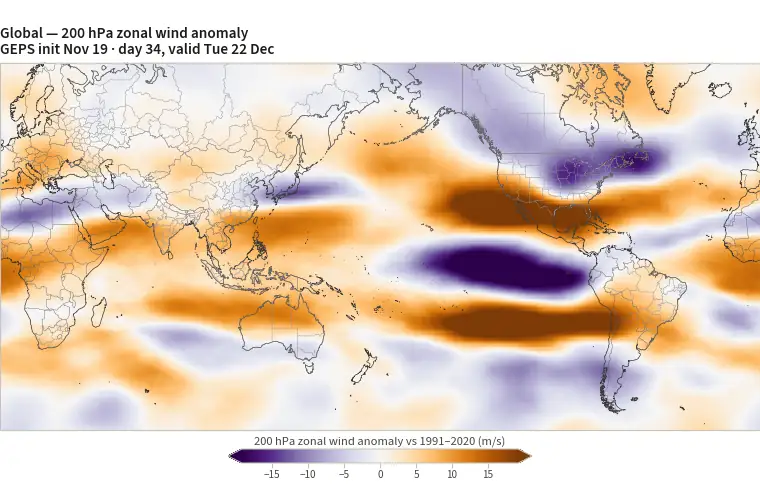 Global — 200 hPa zonal wind anomaly
GEPS init Nov 19 · day 34, valid Tue 22 Dec
200 hPa zonal wind anomaly vs 1991–2020 (m/s)
−15 −10 −5 0 5 10 15